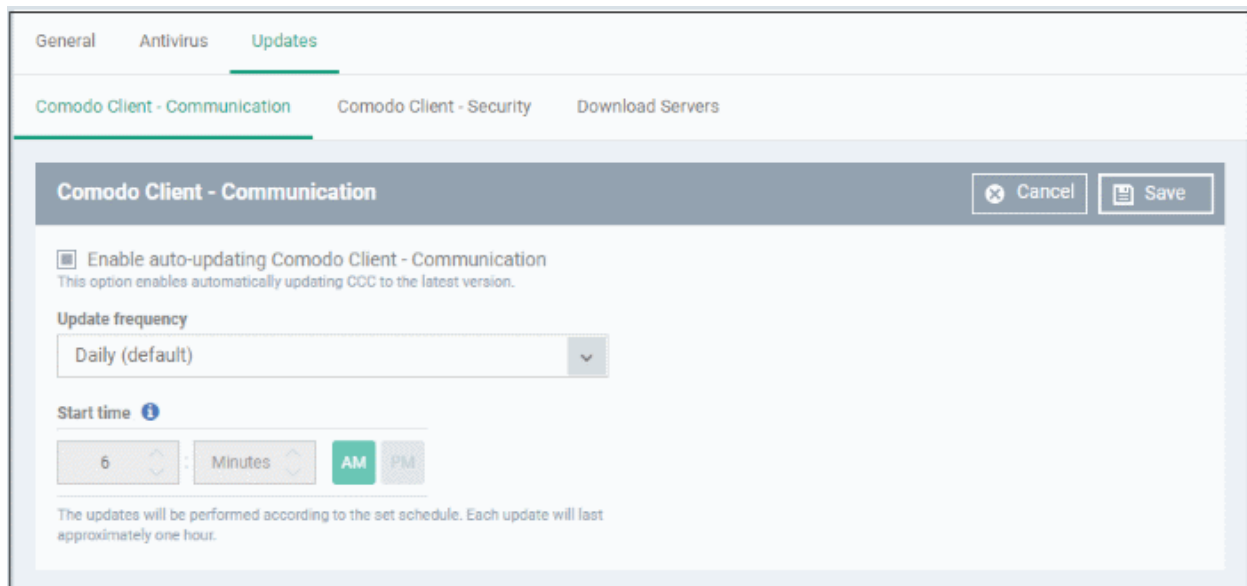 General Antivirus Updates
Comodo Client - Communication Comodo Client - Security Download Servers
Comodo Client - Communication Cancel Save
Enable auto-updating Comodo Client - Communication
This option enables automatically updating CCC to the latest version.
Update frequency
Daily (default)
Start time
6 : Minutes AM PM
The updates will be performed according to the set schedule. Each update will last
approximately one hour.